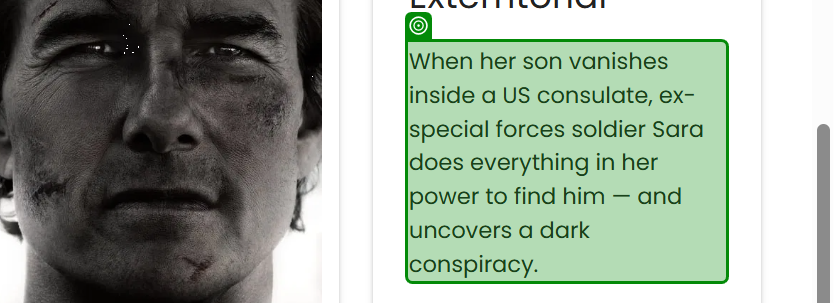 Exterritorial
When her son vanishes
inside a US consulate, ex-
special forces soldier Sara
does everything in her
power to find him — and
uncovers a dark
conspiracy.